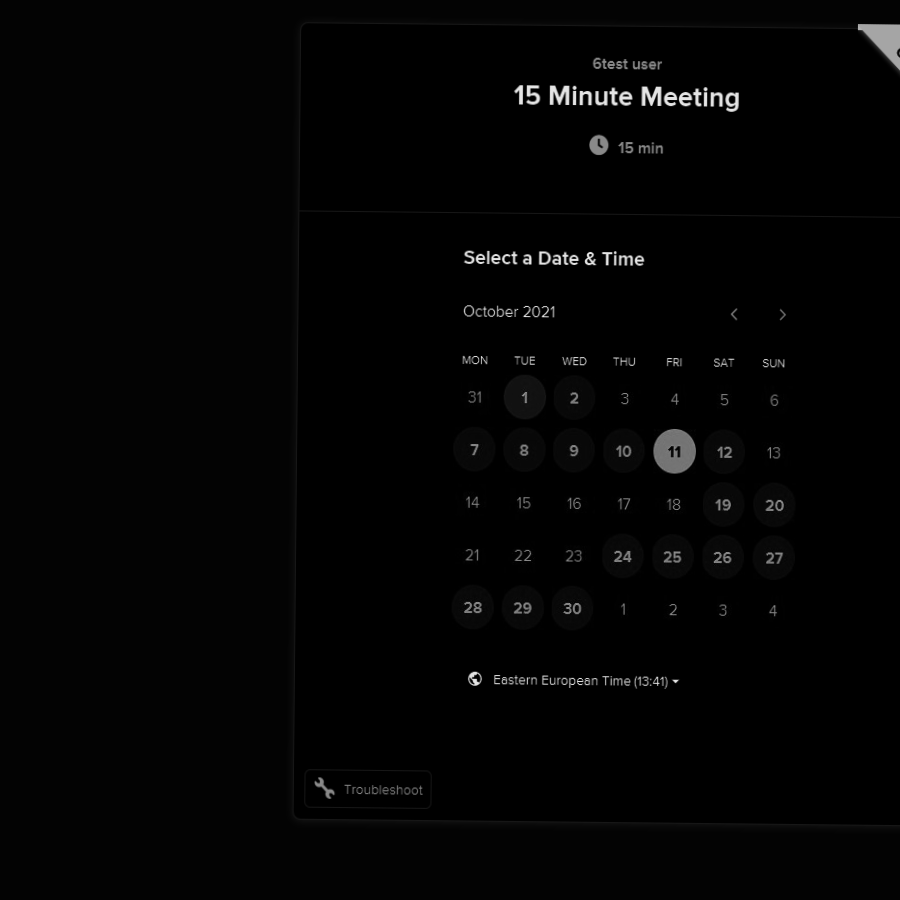 6test user
15 Minute Meeting
15 min
Select a Date & Time
October 2021
MON TUE WED THU FRI SAT SUN
31 1 2 3 4 5 6
7 8 9 10 11 12 13
14 15 16 17 18 19 20
21 22 23 24 25 26 27
28 29 30 1 2 3 4
Eastern European Time (13:41)
Troubleshoot